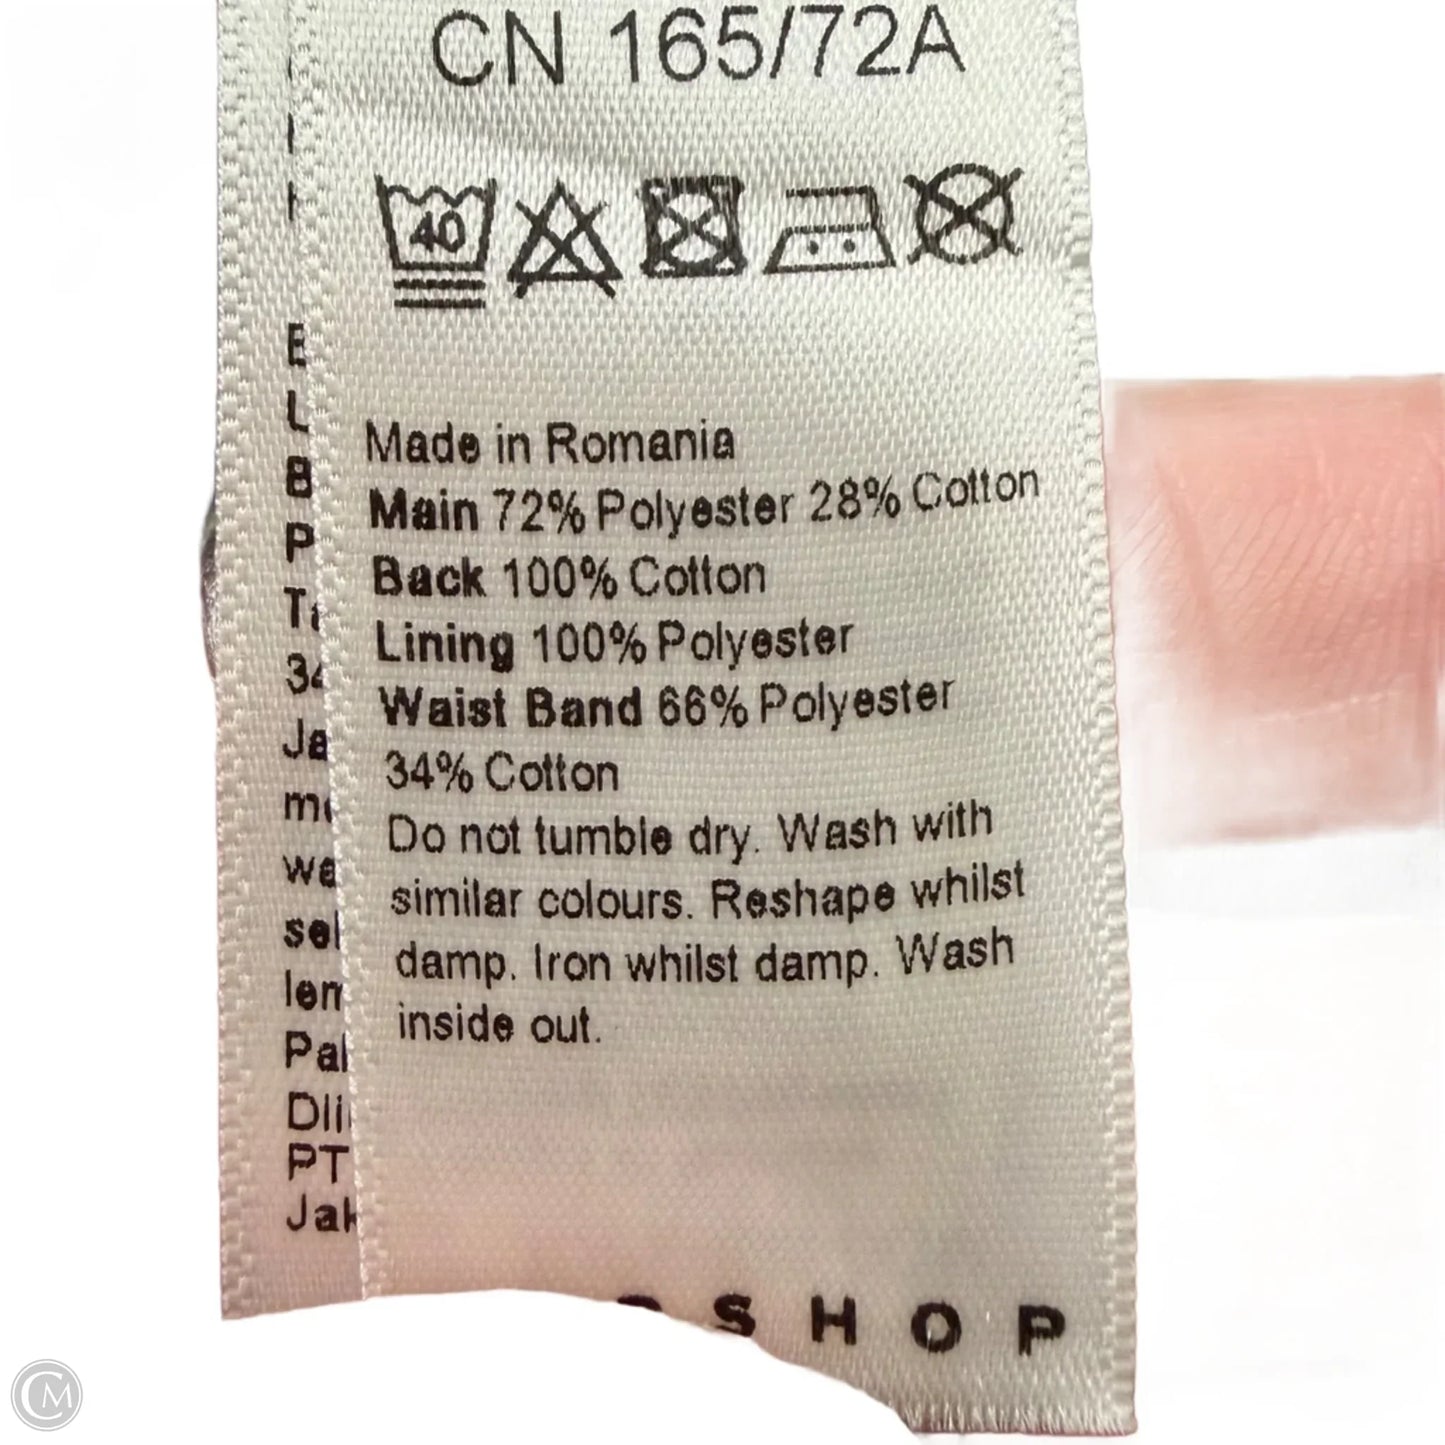 CN 165/72A
40
Made in Romania
Main 72% Polyester 28% Cotton
Back 100% Cotton
Lining 100% Polyester
Waist Band 66% Polyester
34% Cotton
Do not tumble dry. Wash with
similar colours. Reshape whilst
damp. Iron whilst damp. Wash
inside out.
SHOP
CM